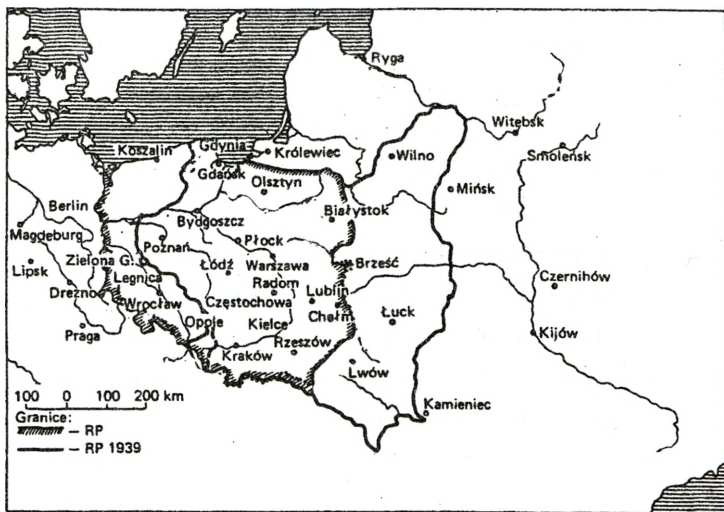 Ryga
Witebsk
Smoleńsk
Koszalin
Gdynia
Gdańsk
Królewiec
Wilno
Olsztyn
Mińsk
Berlin
Bydgoszcz
Białystok
Magdeburg
Poznań
Płock
Zielona G.
Warszawa
Brześć
Lipsk
Legnica
Łódź
Radom
Lublin
Czernihów
Drezno
Wrocław
Częstochowa
Chełm
Praga
Opole
Kielce
Łuck
Kijów
Kraków
Rzeszów
Lwów
Kamieniec
100 0 100 200 km
Granice:
– RP
– RP 1939